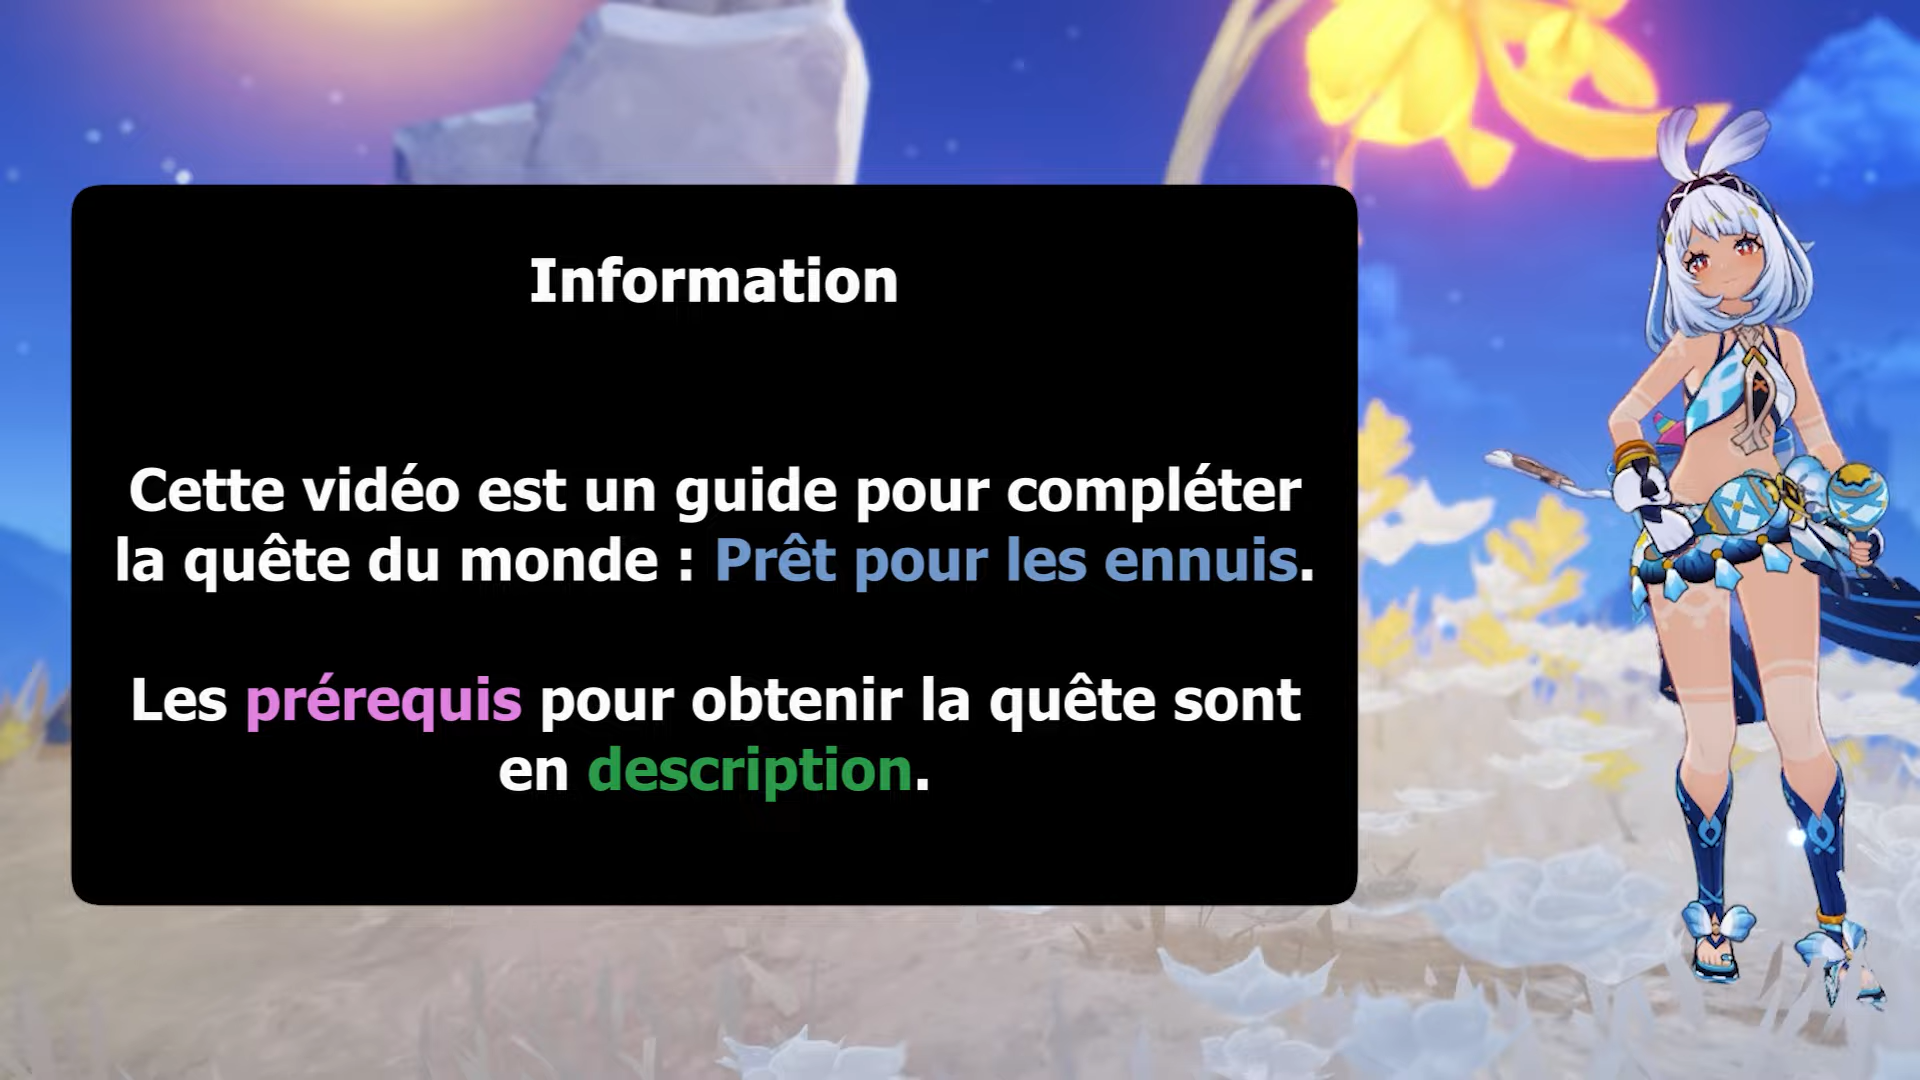 Information
Cette vidéo est un guide pour compléter
la quête du monde : Prêt pour les ennuis.
Les prérequis pour obtenir la quête sont
en description.